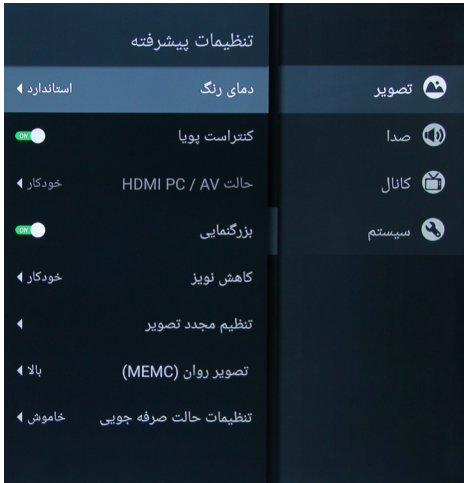 تصویر
صدا
کانال
سیستم
تنظیمات پیشرفته
دمای رنگ استاندارد
کنتراست پویا ON
حالت HDMI PC / AV خودکار
بزرگنمایی ON
کاهش نویز خودکار
تنظیم مجدد تصویر
تصویر روان (MEMC) بالا
تنظیمات حالت صرفه جویی خاموش